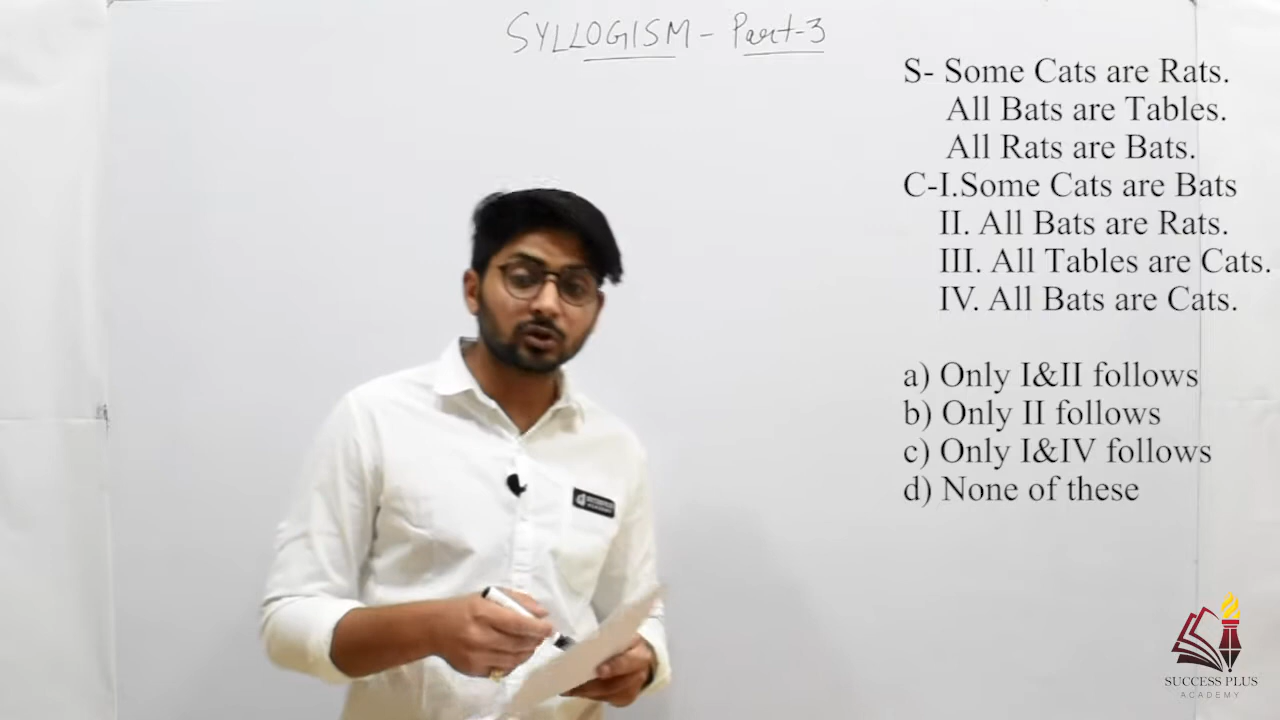 SYLLOGISM - Part-3
S- Some Cats are Rats.
All Bats are Tables.
All Rats are Bats.
C-I.Some Cats are Bats
II. All Bats are Rats.
III. All Tables are Cats.
IV. All Bats are Cats.
a) Only I&II follows
b) Only II follows
c) Only I&IV follows
d) None of these
SUCCESS PLUS
ACADEMY